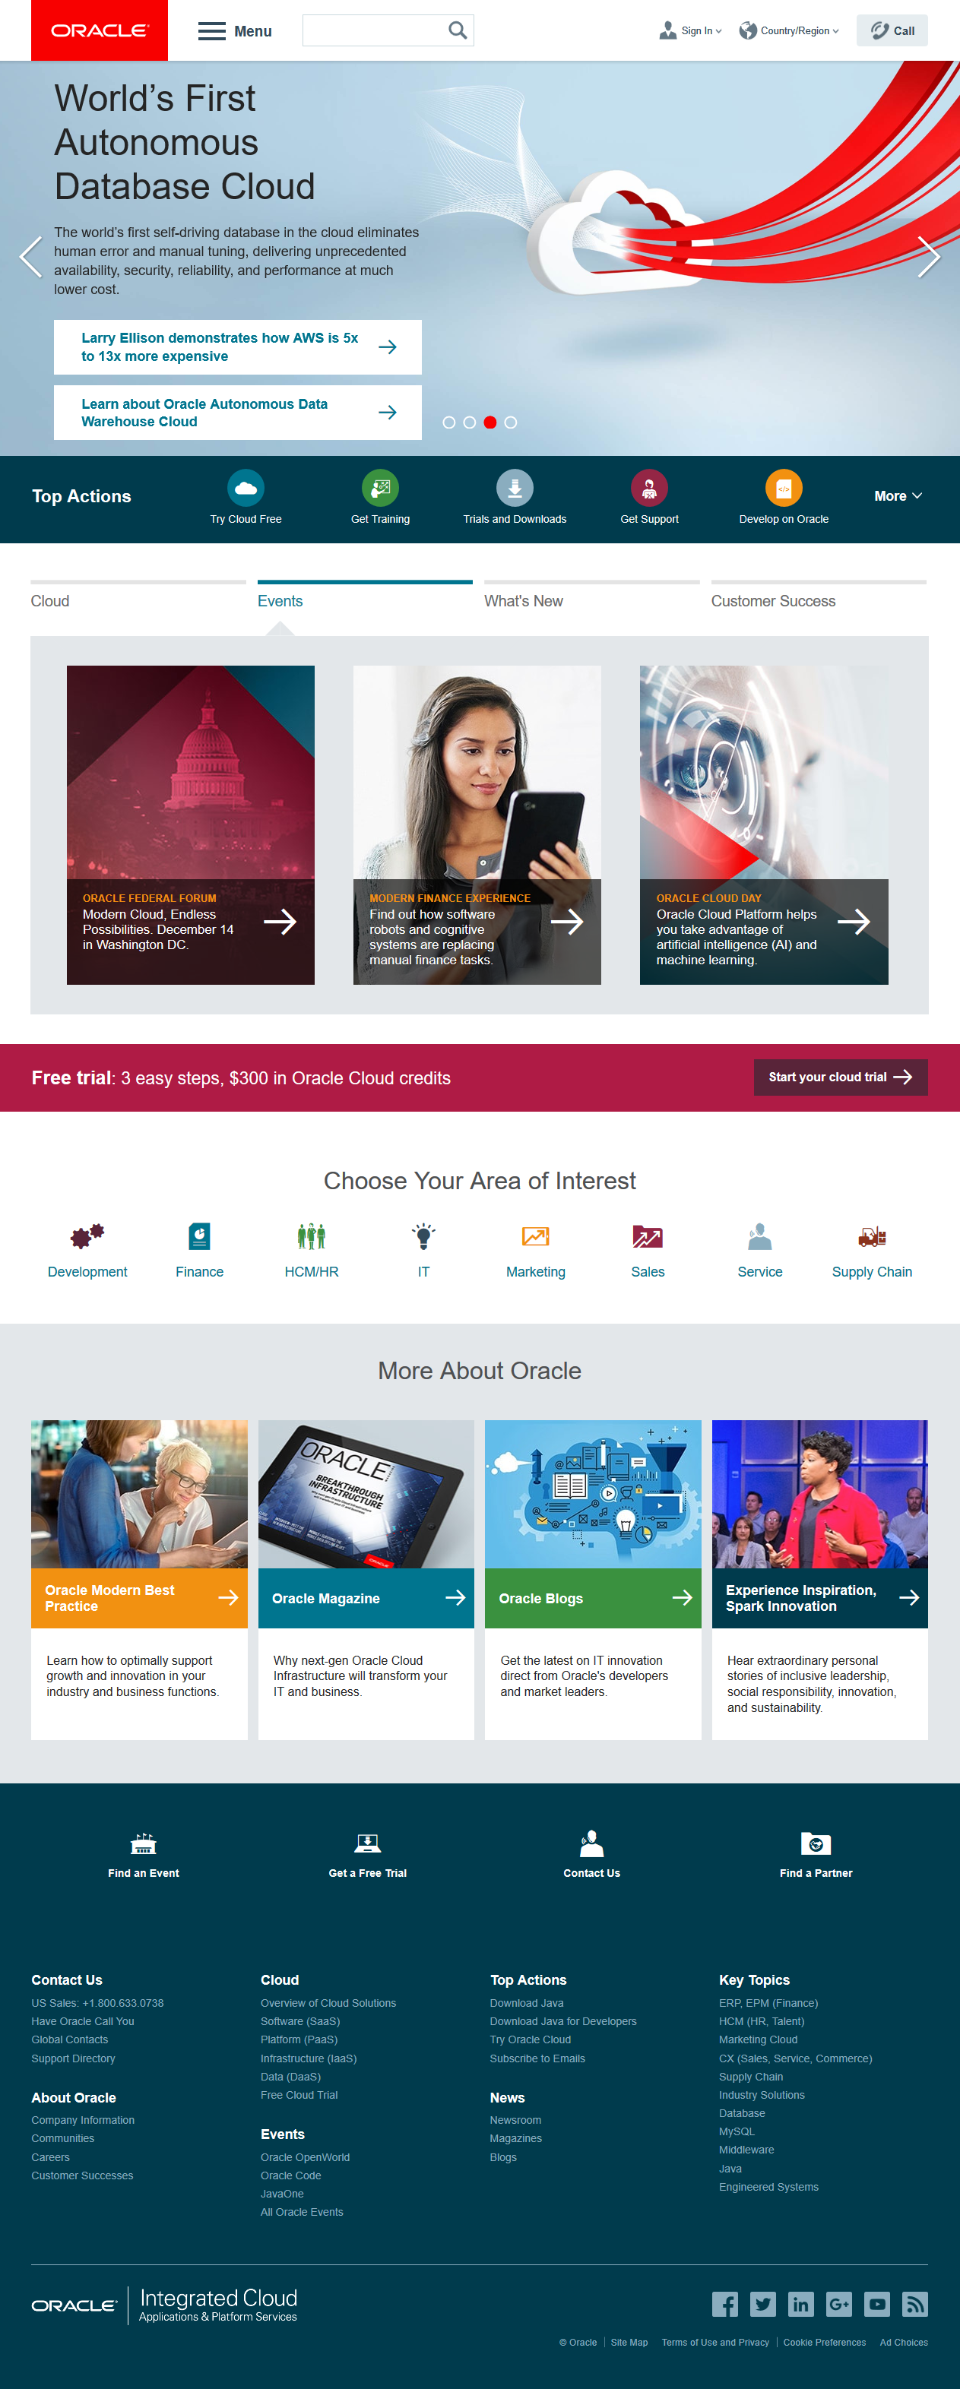 ORACLE
Menu
Sign In
Country/Region
Call
World's First
Autonomous
Database Cloud
The world's first self-driving database in the cloud eliminates
human error and manual tuning, delivering unprecedented
availability, security, reliability, and performance at much
lower cost.
Larry Ellison demonstrates how AWS is 5x
to 13x more expensive
Learn about Oracle Autonomous Data
Warehouse Cloud
Top Actions
Try Cloud Free
Get Training
Trials and Downloads
Get Support
Develop on Oracle
More
Cloud
Events
What's New
Customer Success
ORACLE FEDERAL FORUM
Modern Cloud, Endless
Possibilities. December 14
in Washington DC.
MODERN FINANCE EXPERIENCE
Find out how software
robots and cognitive
systems are replacing
manual finance tasks.
ORACLE CLOUD DAY
Oracle Cloud Platform helps
you take advantage of
artificial intelligence (AI) and
machine learning.
Free trial: 3 easy steps, $300 in Oracle Cloud credits
Start your cloud trial
Choose Your Area of Interest
Development
Finance
HCM/HR
IT
Marketing
Sales
Service
Supply Chain
More About Oracle
ORACLE
BREAKTHROUGH
INFRASTRUCTURE
ORACLE
Oracle Modern Best
Practice
Learn how to optimally support
growth and innovation in your
industry and business functions.
Oracle Magazine
Why next-gen Oracle Cloud
Infrastructure will transform your
IT and business.
Oracle Blogs
Get the latest on IT innovation
direct from Oracle's developers
and market leaders.
Experience Inspiration,
Spark Innovation
Hear extraordinary personal
stories of inclusive leadership,
social responsibility, innovation,
and sustainability.
Find an Event
Get a Free Trial
Contact Us
Find a Partner
Contact Us
US Sales: +1.800.633.0738
Have Oracle Call You
Global Contacts
Support Directory
About Oracle
Company Information
Communities
Careers
Customer Successes
Cloud
Overview of Cloud Solutions
Software (SaaS)
Platform (PaaS)
Infrastructure (IaaS)
Data (DaaS)
Free Cloud Trial
Events
Oracle OpenWorld
Oracle Code
JavaOne
All Oracle Events
Top Actions
Download Java
Download Java for Developers
Try Oracle Cloud
Subscribe to Emails
News
Newsroom
Magazines
Blogs
Key Topics
ERP, EPM (Finance)
HCM (HR, Talent)
Marketing Cloud
CX (Sales, Service, Commerce)
Supply Chain
Industry Solutions
Database
MySQL
Middleware
Java
Engineered Systems
ORACLE
Integrated Cloud
Applications & Platform Services
© Oracle
Site Map
Terms of Use and Privacy
Cookie Preferences
Ad Choices